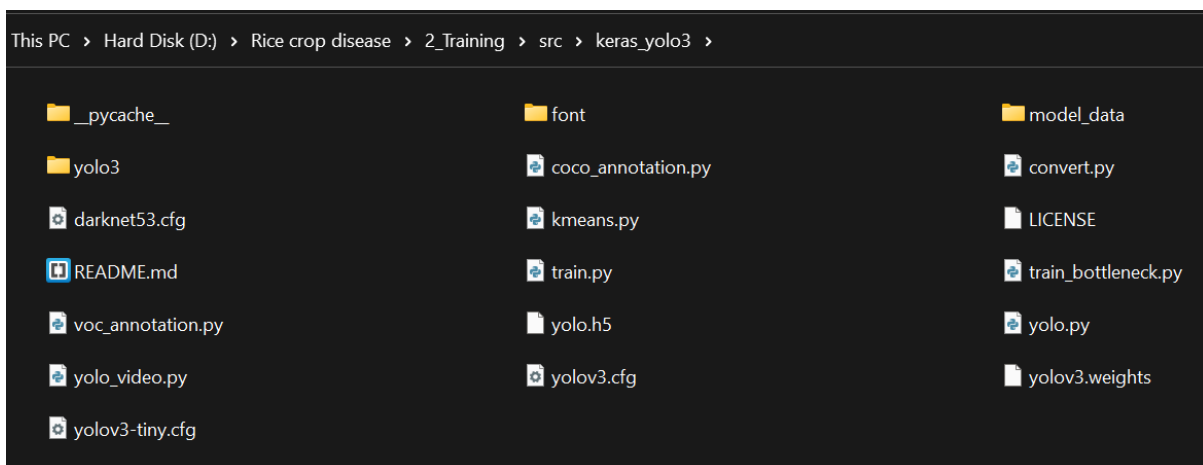 This PC > Hard Disk (D:) > Rice crop disease > 2_Training > src > keras_yolo3 >
__pycache__ font model_data
yolo3 coco_annotation.py convert.py
darknet53.cfg kmeans.py LICENSE
README.md train.py train_bottleneck.py
voc_annotation.py yolo.h5 yolo.py
yolo_video.py yolov3.cfg yolov3.weights
yolov3-tiny.cfg